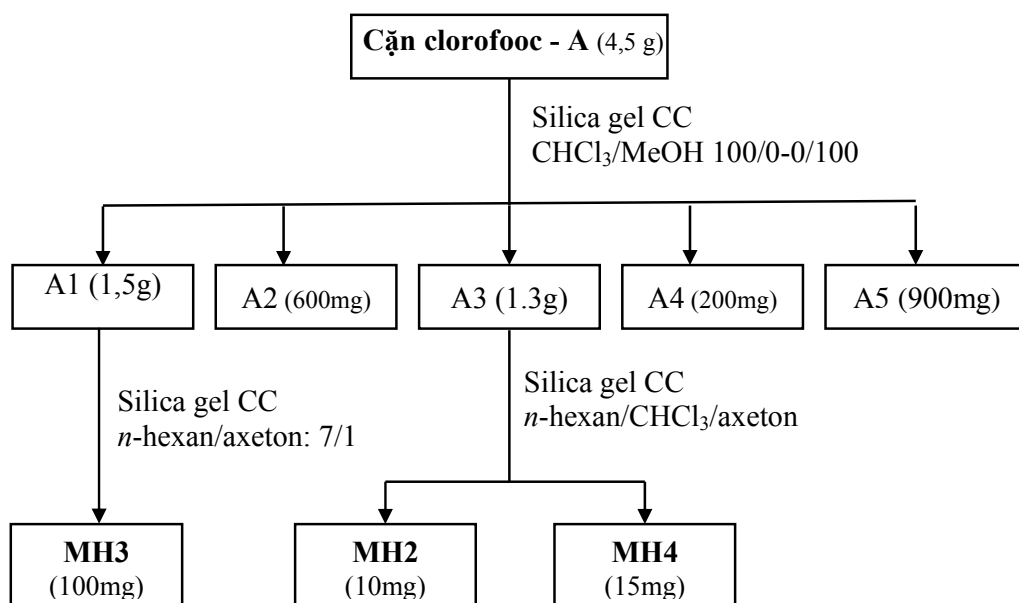 Cặn clorofooc - A (4,5 g)
Silica gel CC
CHCl₃/MeOH 100/0-0/100
A1 (1,5g)
A2 (600mg)
A3 (1.3g)
A4 (200mg)
A5 (900mg)
Silica gel CC
n-hexan/axeton: 7/1
Silica gel CC
n-hexan/CHCl₃/axeton
MH3
(100mg)
MH2
(10mg)
MH4
(15mg)